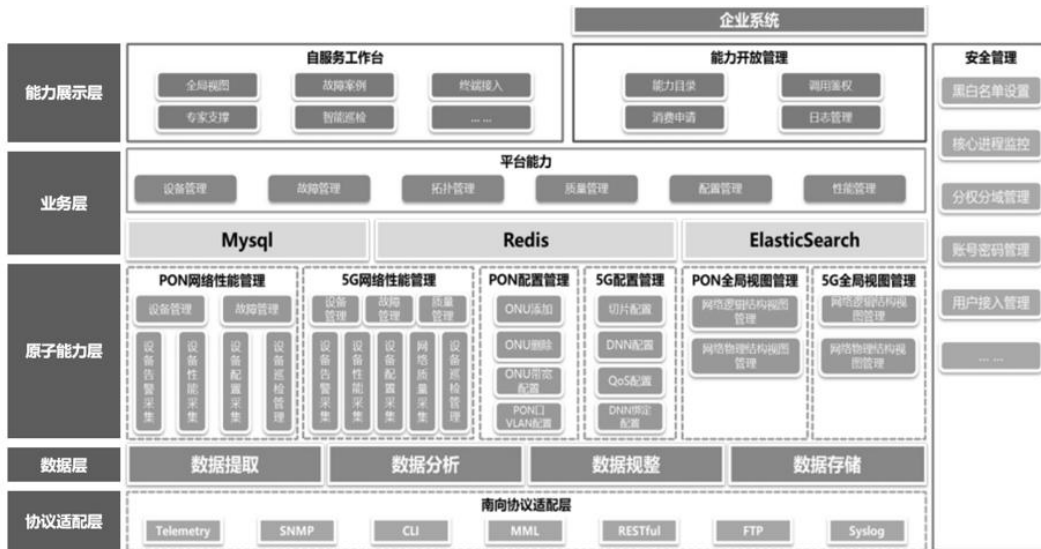 企业系统
能力展示层
自服务工作台
全局视图
故障案例
终端接入
专家支撑
智能巡检
... ...
能力开放管理
能力目录
调用鉴权
消费申请
日志管理
安全管理
黑白名单设置
核心进程监控
分权分域管理
账号密码管理
用户接入管理
... ...
业务层
平台能力
设备管理
故障管理
拓扑管理
质量管理
配置管理
性能管理
Mysql
Redis
ElasticSearch
原子能力层
PON网络性能管理
设备管理
故障管理
设备告警采集
设备性能采集
设备配置采集
设备巡检管理
5G网络性能管理
设备
管理
故障
管理
质量
管理
设备告警采集
设备性能采集
设备配置采集
网络质量采集
设备巡检管理
PON配置管理
ONU添加
ONU删除
ONU带宽
配置
PON口
VLAN配置
5G配置管理
切片配置
DNN配置
QoS配置
DNN绑定
配置
PON全局视图管理
网络逻辑结构视图
管理
网络物理结构视图
管理
5G全局视图管理
网络逻辑结构视
图管理
网络物理结构视
图管理
数据层
数据提取
数据分析
数据规整
数据存储
协议适配层
南向协议适配层
Telemetry
SNMP
CLI
MML
RESTful
FTP
Syslog